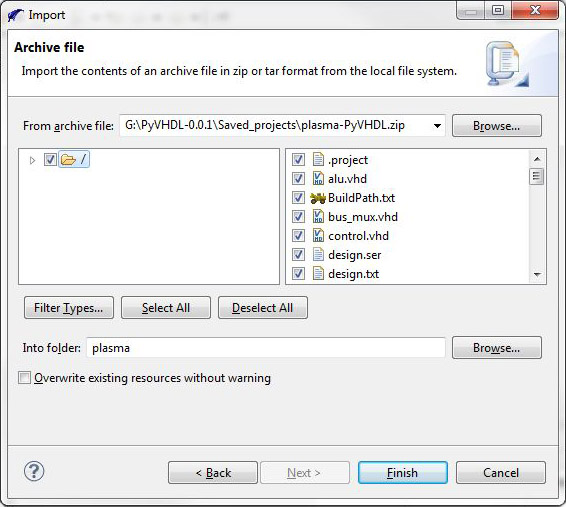 Import
Archive file
Import the contents of an archive file in zip or tar format from the local file system.
From archive file: G:\PyVHDL-0.0.1\Saved_projects\plasma-PyVHDL.zip Browse...
/
.project
alu.vhd
BuildPath.txt
bus_mux.vhd
control.vhd
design.ser
design.txt
Filter Types... Select All Deselect All
Into folder: plasma Browse...
Overwrite existing resources without warning
? < Back Next > Finish Cancel